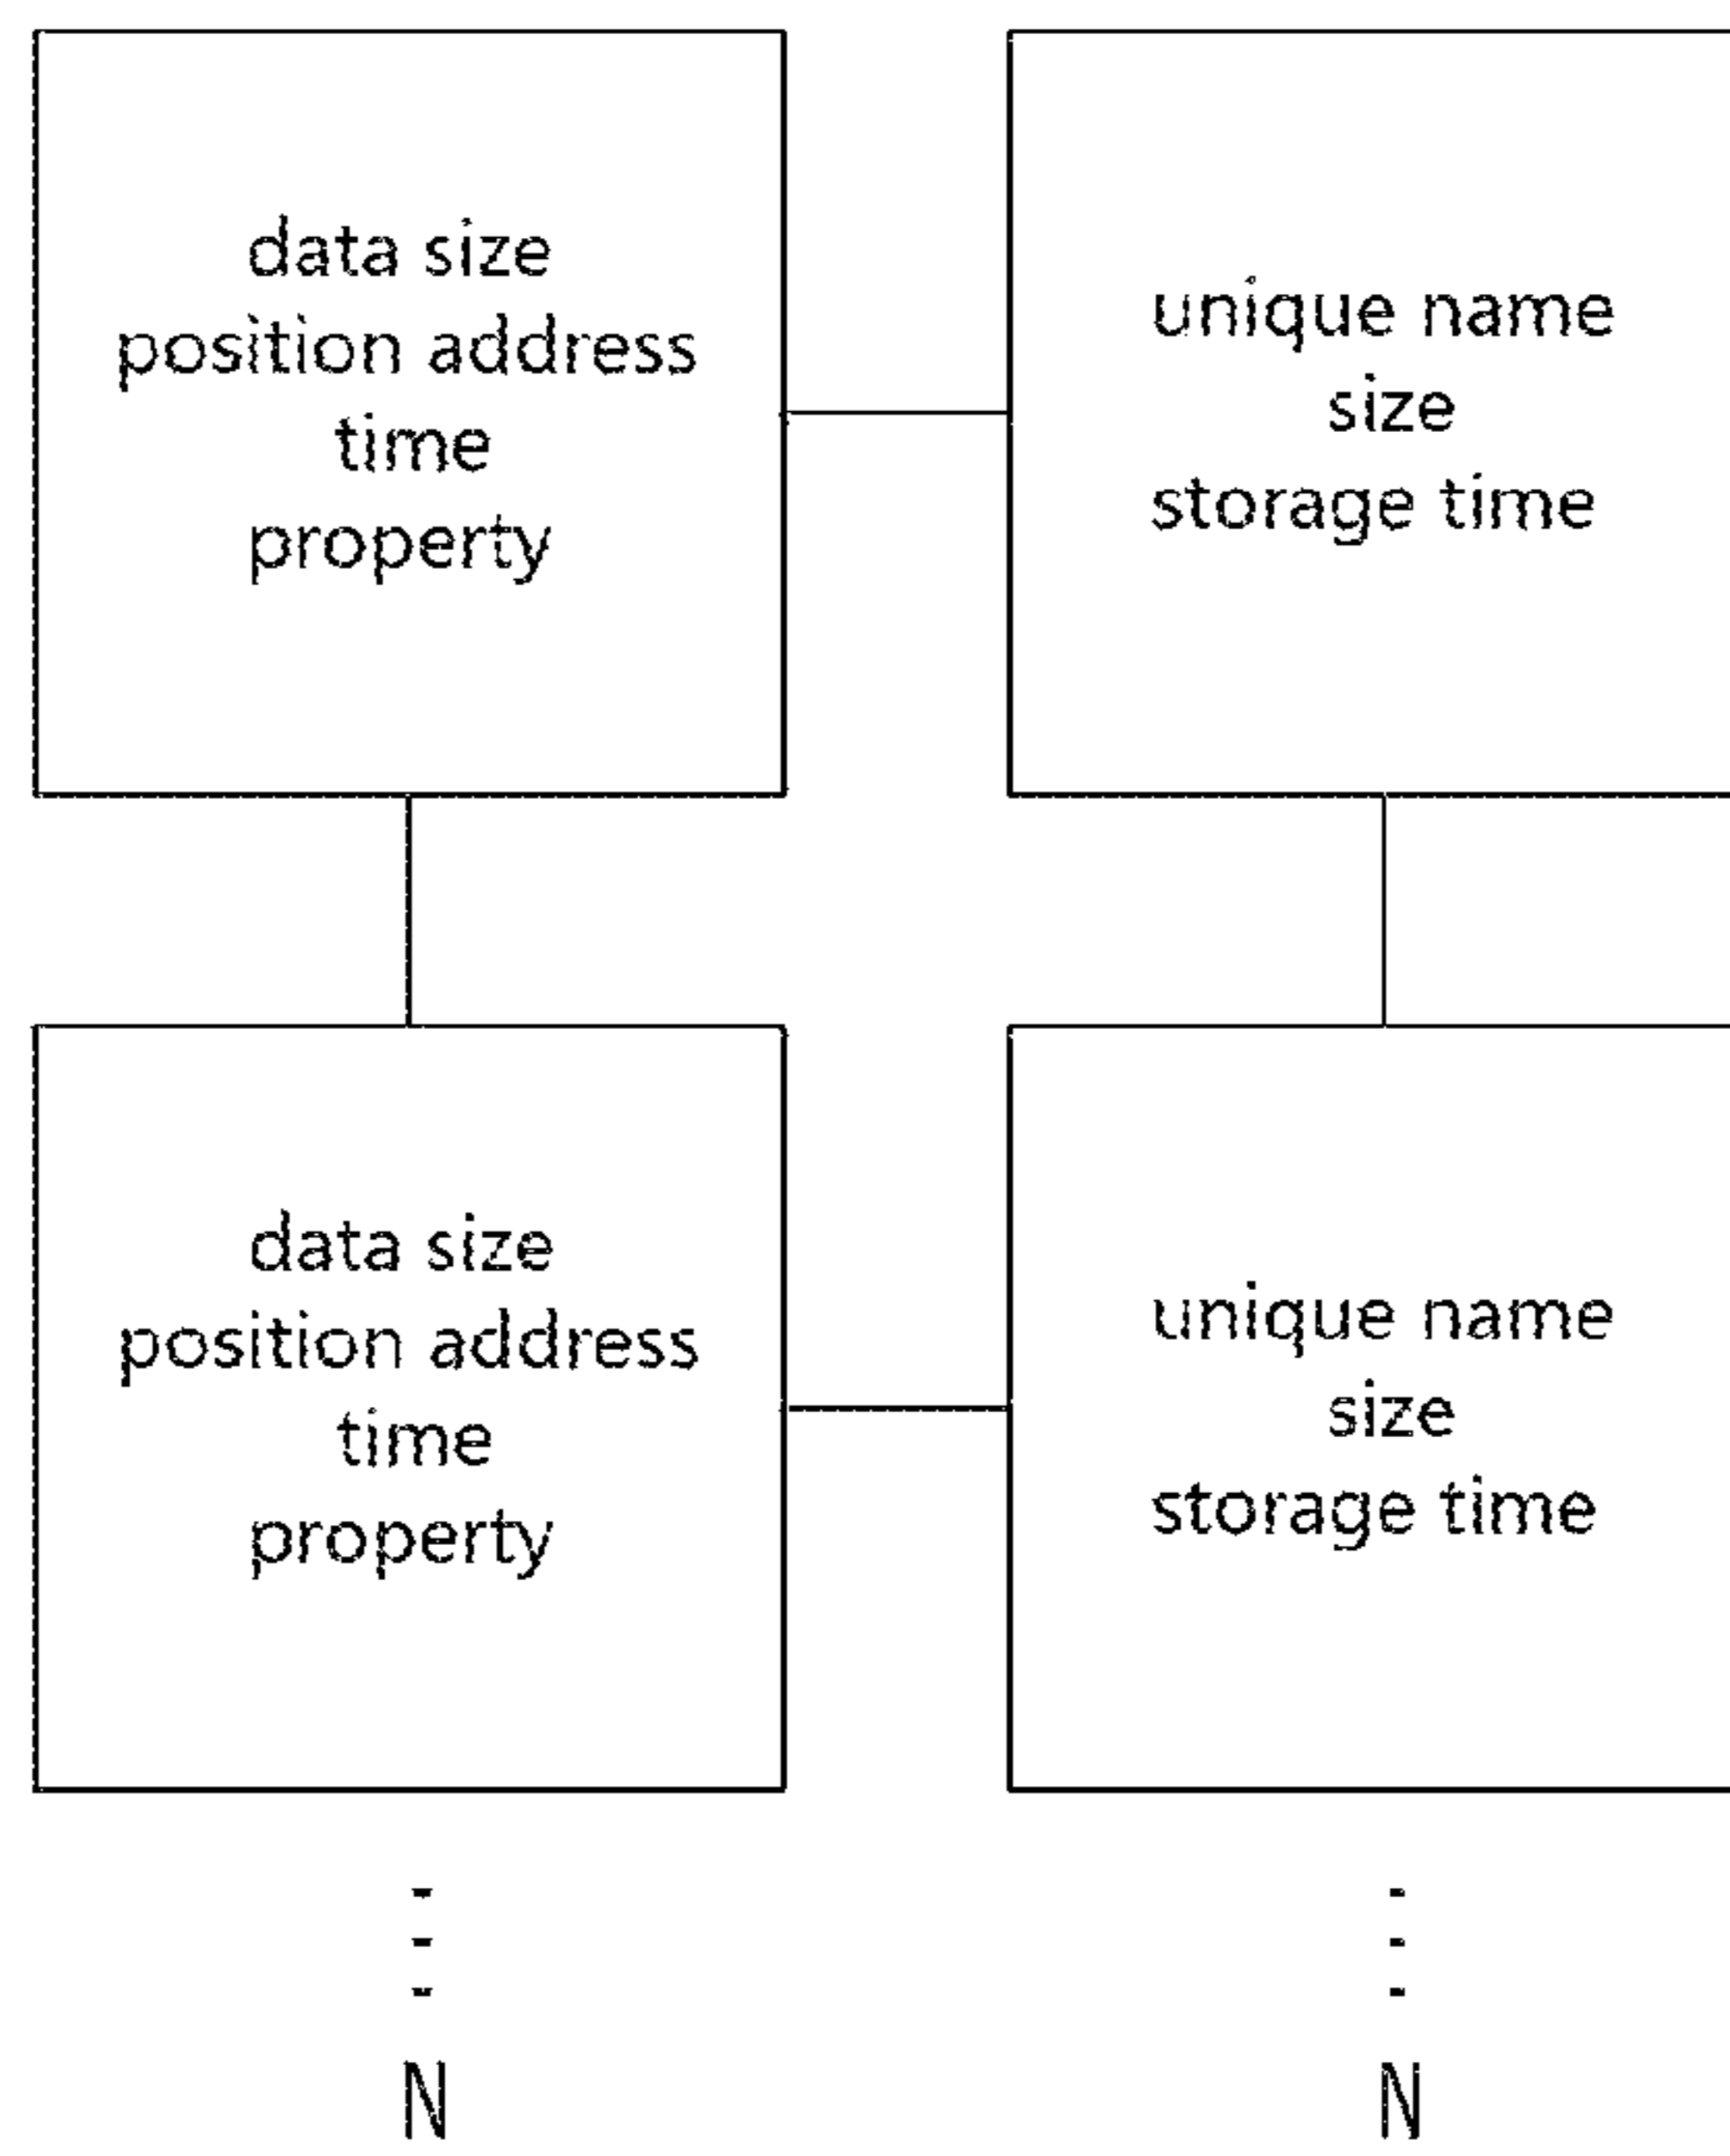 data size
position address
time
property
unique name
size
storage time
data size
position address
time
property
unique name
size
storage time
N
N